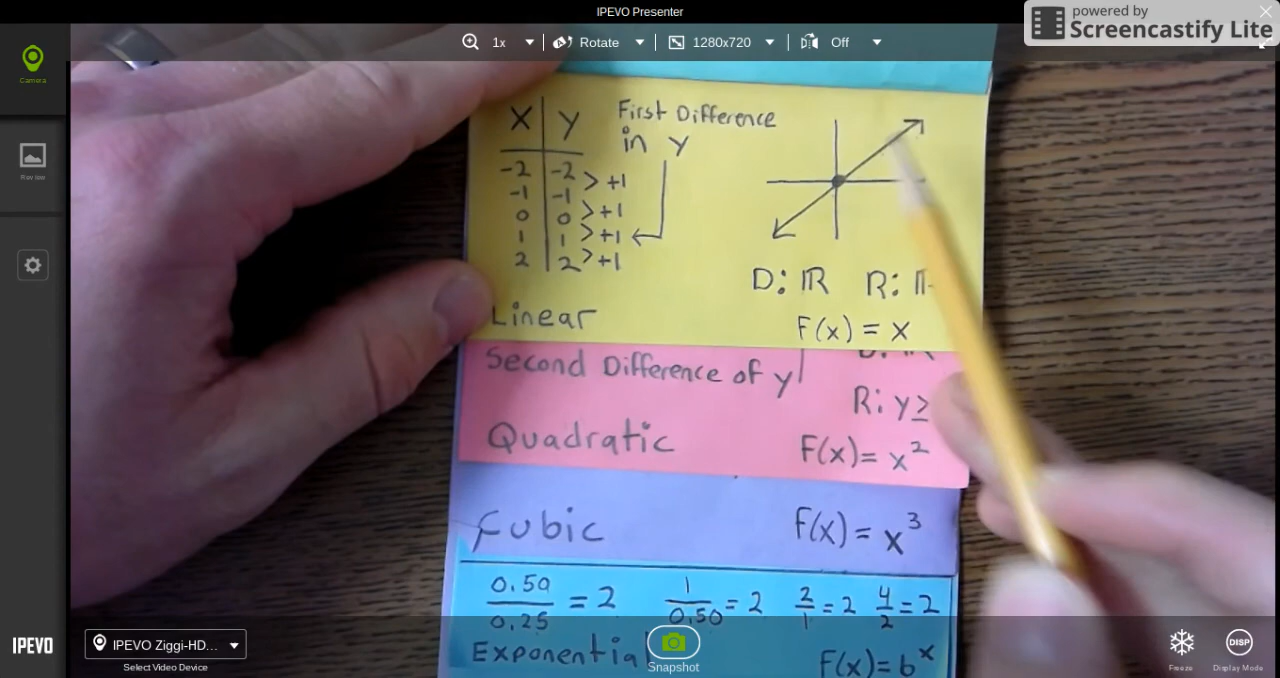 IPEVO Presenter
powered by
Screencastify Lite
Camera
1x
Rotate
1280x720
Off
Review
X Y
First Difference
in y
-2 -2 > +1
-1 -1 > +1
0 0 > +1
1 1 > +1
2 2
D: ℝ R:
Linear
F(x) = x
Second Difference of y
R: y ≥
Quadratic
F(x) = x²
Cubic
F(x) = x³
0.50/0.25 = 2 1/0.50 = 2 2/1 = 2 4/2 = 2
Exponential
F(x) = bˣ
IPEVO
IPEVO Ziggi-HD...
Select Video Device
Snapshot
Freeze
DISP
Display Mode